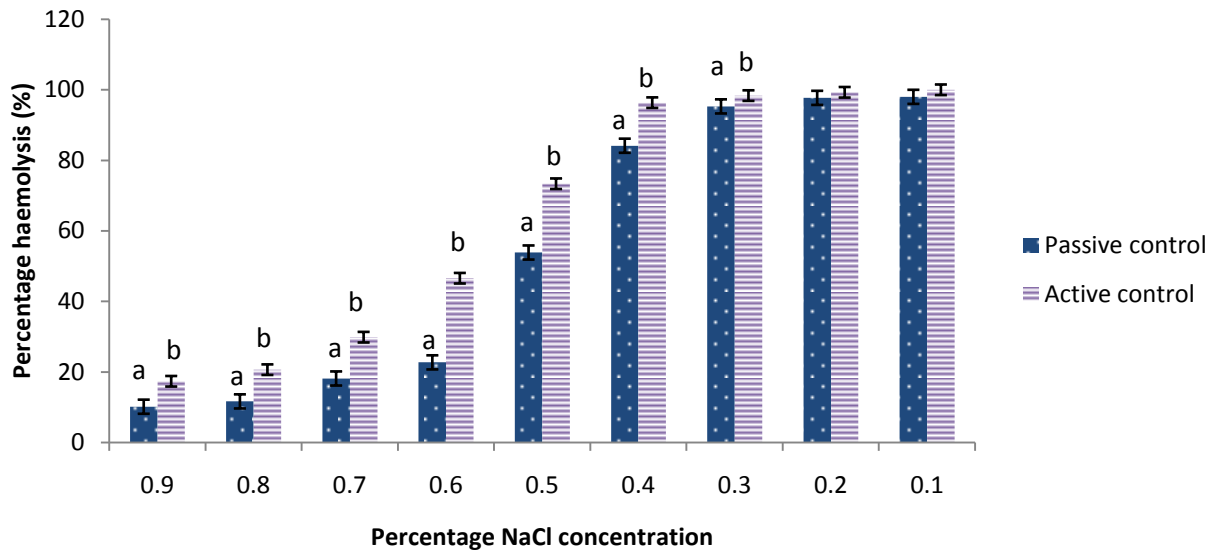 Percentage haemolysis (%)
120
100
80
60
40
20
0
a b
a b
a b
a b
a b
a b
a b
0.9 0.8 0.7 0.6 0.5 0.4 0.3 0.2 0.1
Percentage NaCl concentration
Passive control
Active control